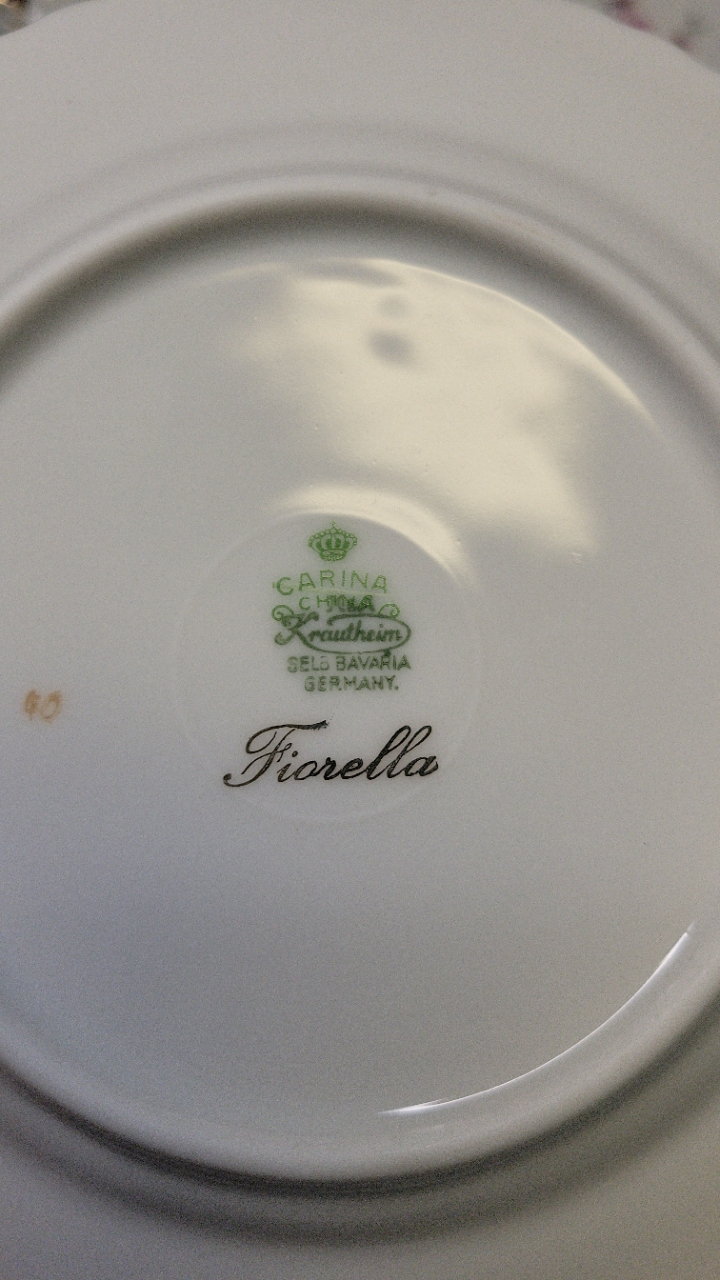 CARINA
CHINA
Krautheim
SELB BAVARIA
GERMANY.
Fiorella